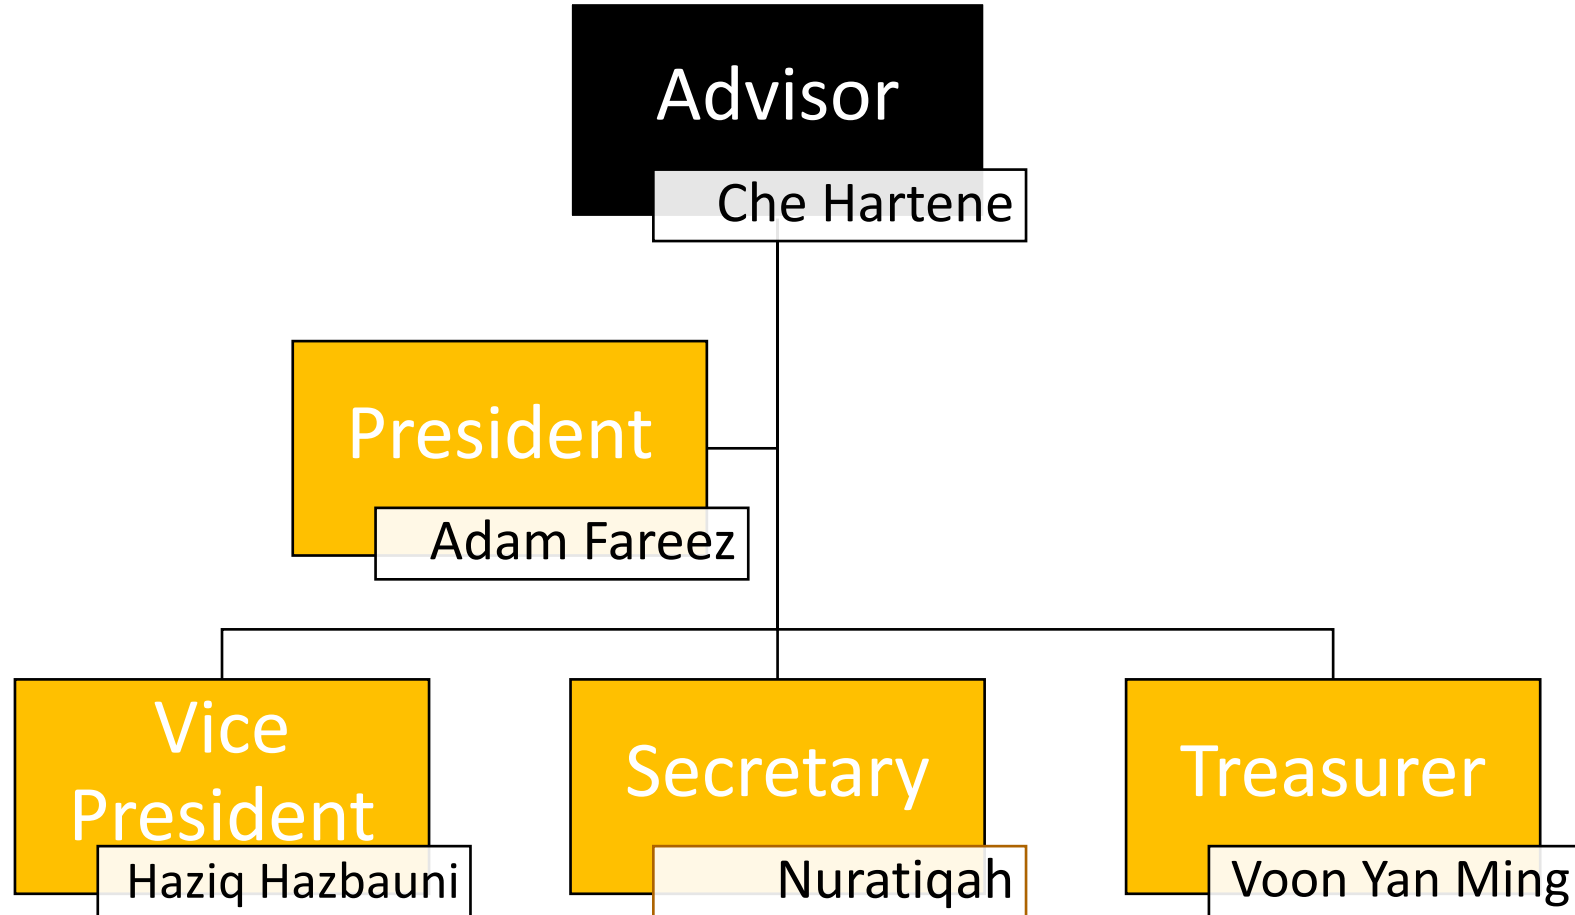 Advisor
Che Hartene
President
Adam Fareez
Vice
President
Haziq Hazbauni
Secretary
Nuratiqah
Treasurer
Voon Yan Ming